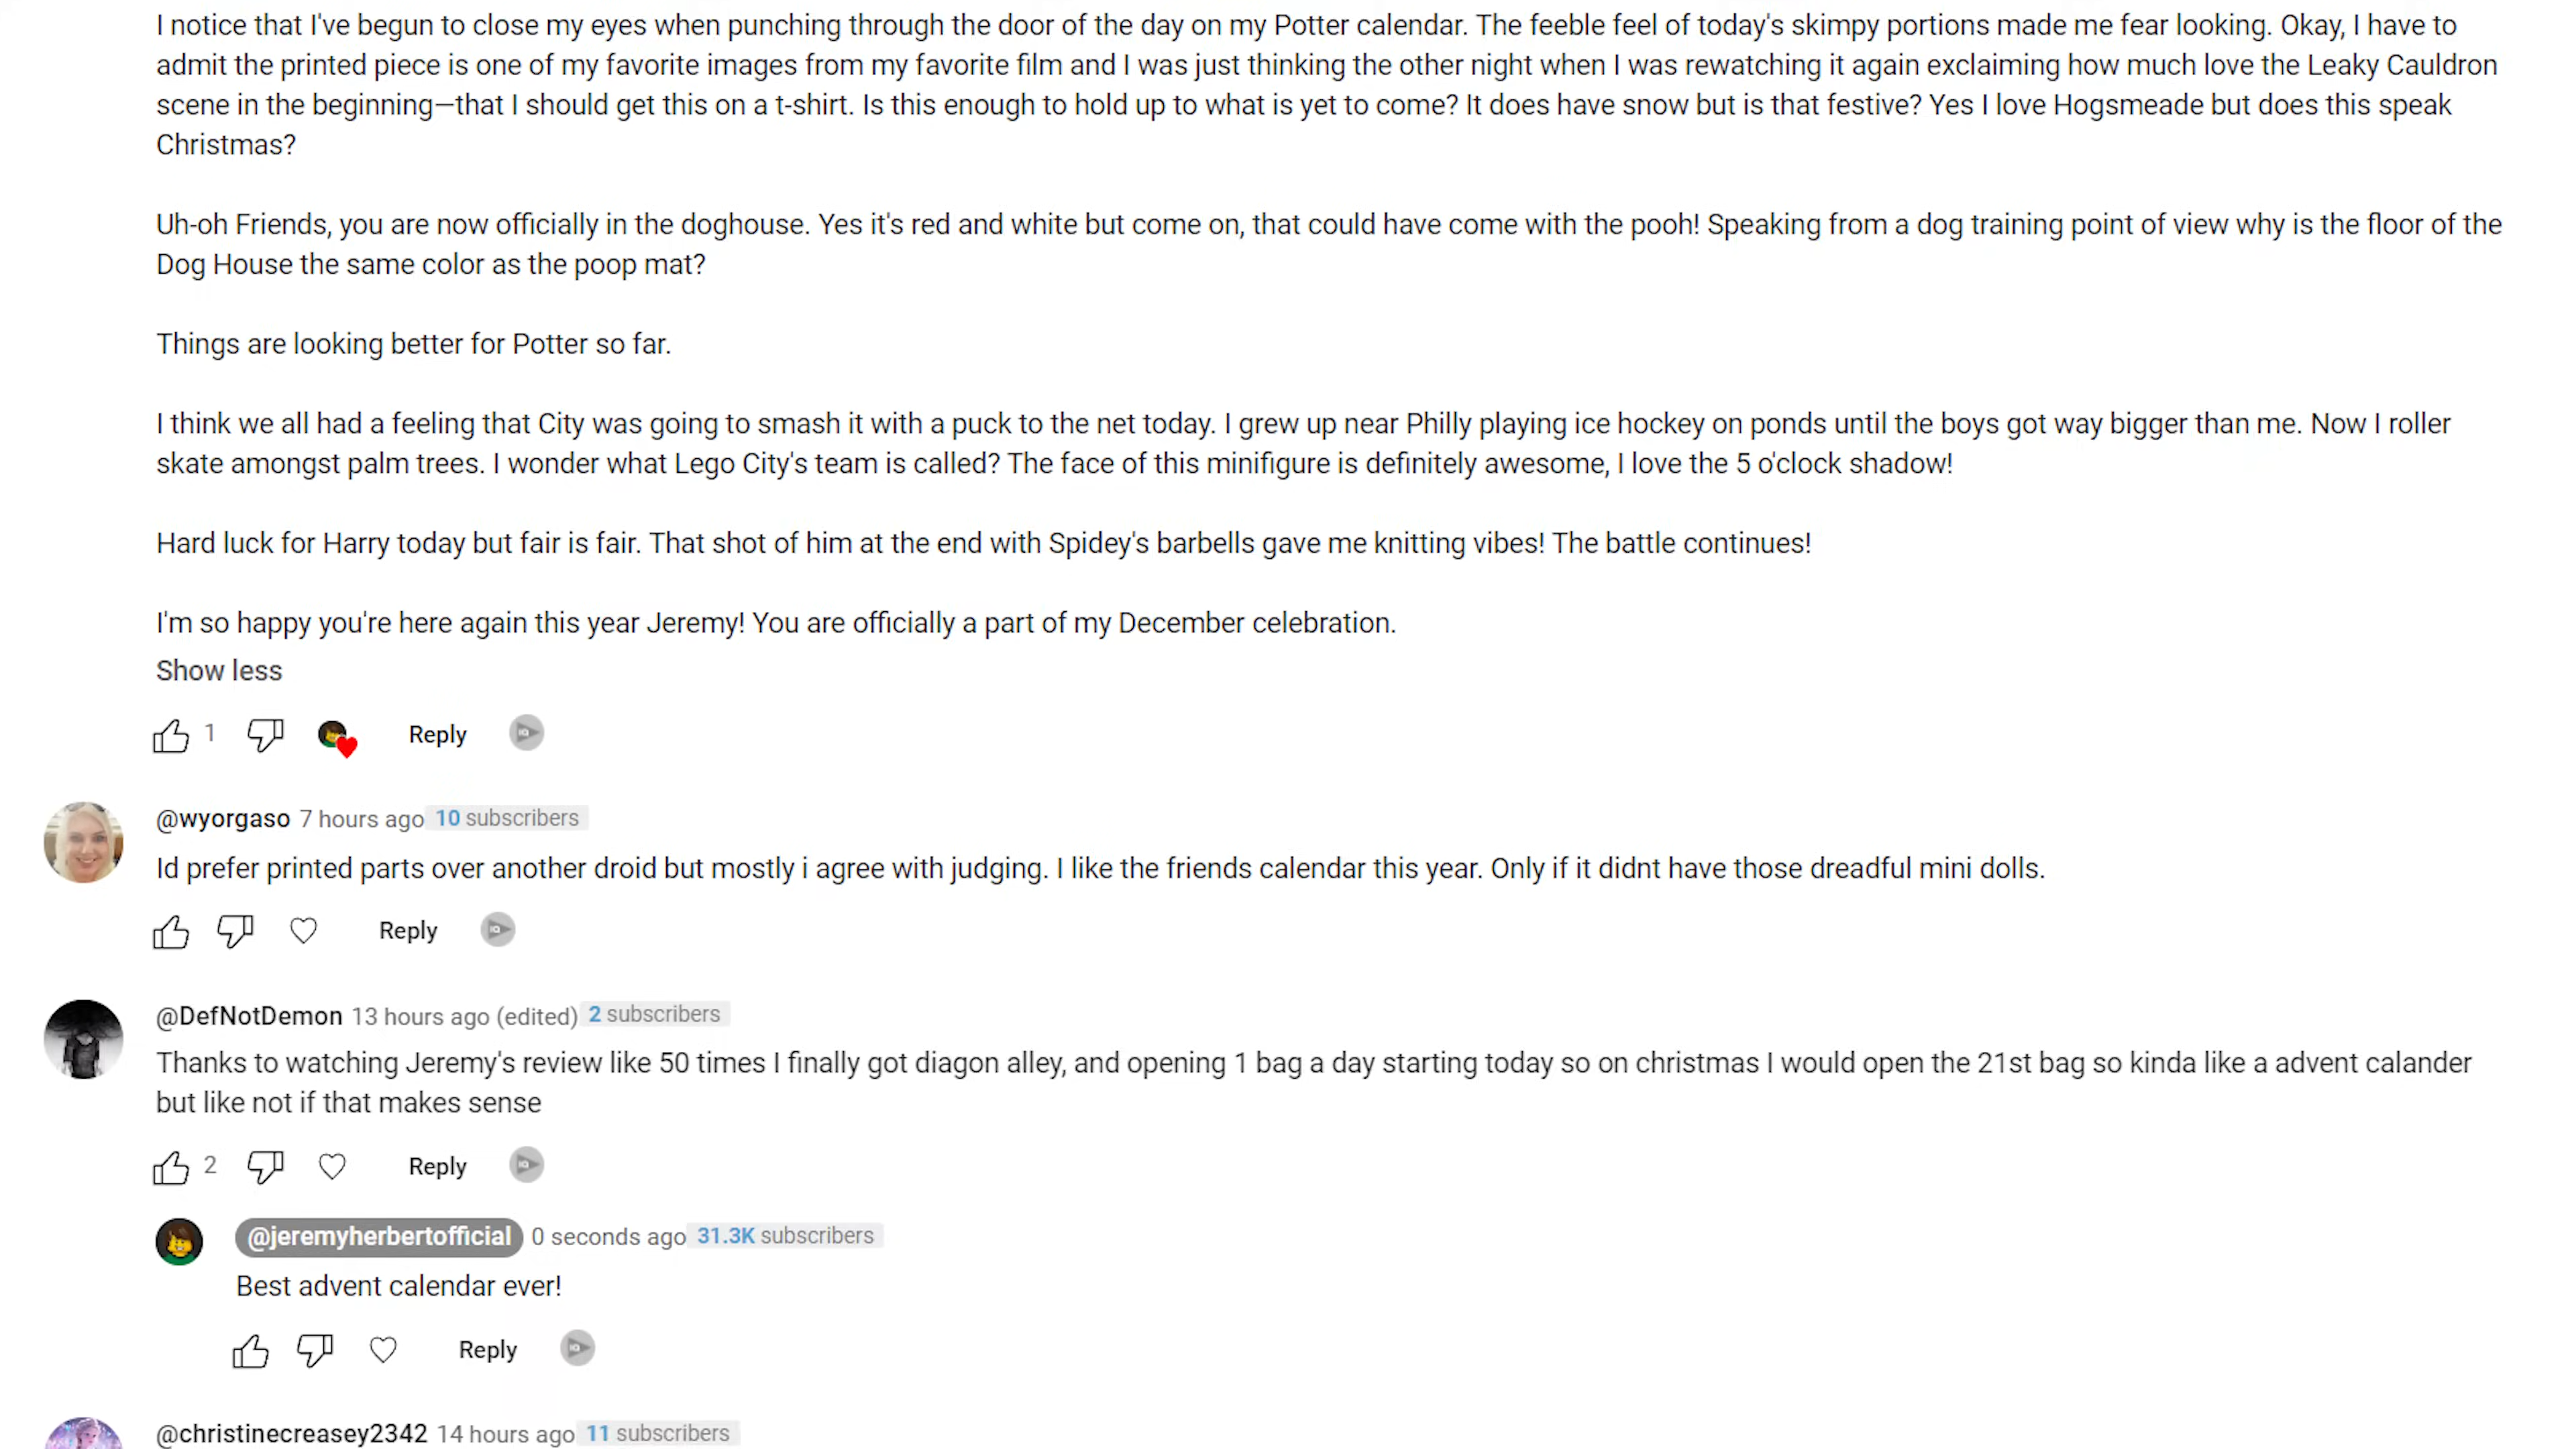 I notice that I've begun to close my eyes when punching through the door of the day on my Potter calendar. The feeble feel of today's skimpy portions made me fear looking. Okay, I have to
admit the printed piece is one of my favorite images from my favorite film and I was just thinking the other night when I was rewatching it again exclaiming how much love the Leaky Cauldron
scene in the beginning—that I should get this on a t-shirt. Is this enough to hold up to what is yet to come? It does have snow but is that festive? Yes I love Hogsmeade but does this speak
Christmas?
Uh-oh Friends, you are now officially in the doghouse. Yes it's red and white but come on, that could have come with the pooh! Speaking from a dog training point of view why is the floor of the
Dog House the same color as the poop mat?
Things are looking better for Potter so far.
I think we all had a feeling that City was going to smash it with a puck to the net today. I grew up near Philly playing ice hockey on ponds until the boys got way bigger than me. Now I roller
skate amongst palm trees. I wonder what Lego City's team is called? The face of this minifigure is definitely awesome, I love the 5 o'clock shadow!
Hard luck for Harry today but fair is fair. That shot of him at the end with Spidey's barbells gave me knitting vibes! The battle continues!
I'm so happy you're here again this year Jeremy! You are officially a part of my December celebration.
Show less
1 Reply
@wyorgaso 7 hours ago 10 subscribers
Id prefer printed parts over another droid but mostly i agree with judging. I like the friends calendar this year. Only if it didnt have those dreadful mini dolls.
Reply
@DefNotDemon 13 hours ago (edited) 2 subscribers
Thanks to watching Jeremy's review like 50 times I finally got diagon alley, and opening 1 bag a day starting today so on christmas I would open the 21st bag so kinda like a advent calander
but like not if that makes sense
2 Reply
@jeremyherbertofficial 0 seconds ago 31.3K subscribers
Best advent calendar ever!
Reply
@christinecreasey2342 14 hours ago 11 subscribers